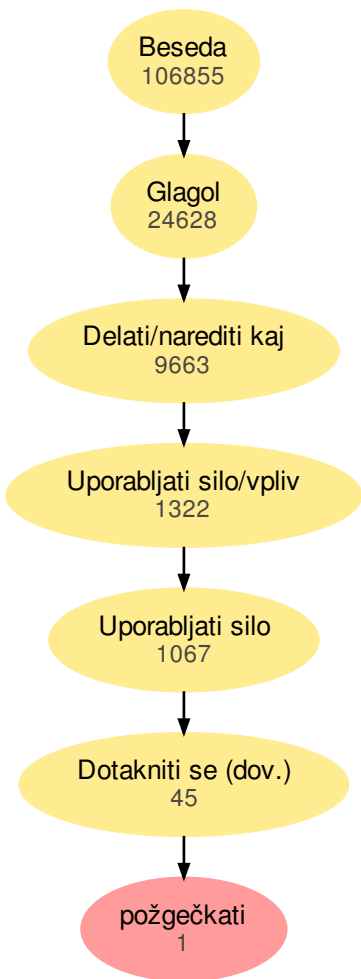 Beseda
106855
Glagol
24628
Delati/narediti kaj
9663
Uporabljati silo/vpliv
1322
Uporabljati silo
1067
Dotakniti se (dov.)
45
požgečkati
1